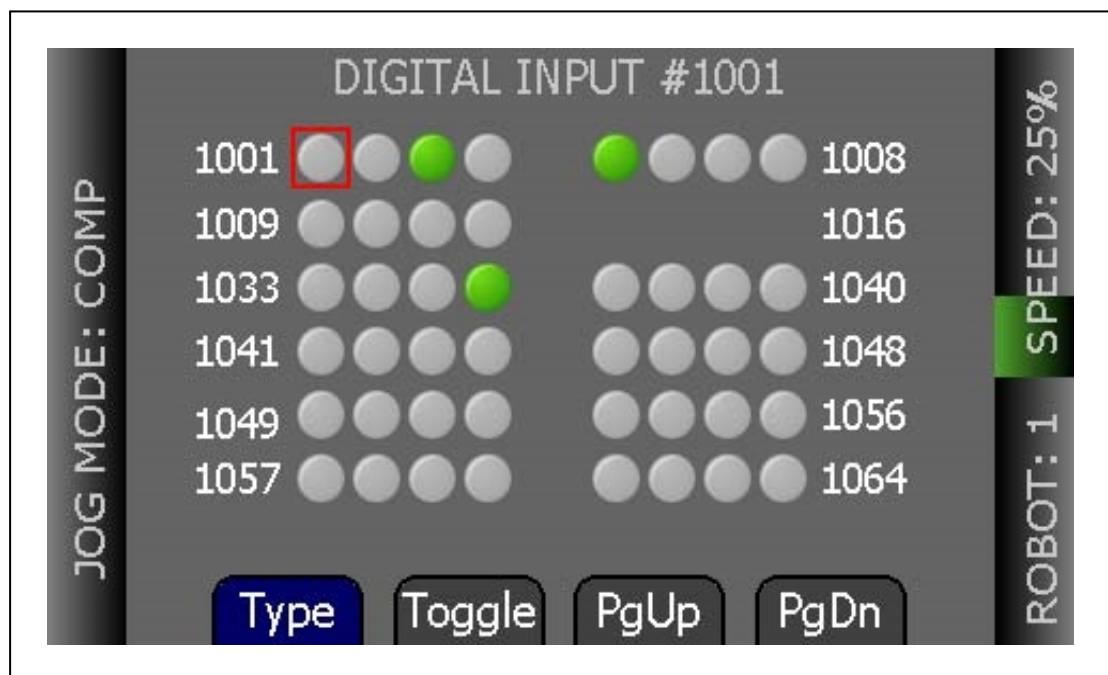 DIGITAL INPUT #1001
JOG MODE: COMP
1001 1008
1009 1016
1033 1040
1041 1048
1049 1056
1057 1064
SPEED: 25%
ROBOT: 1
Type Toggle PgUp PgDn